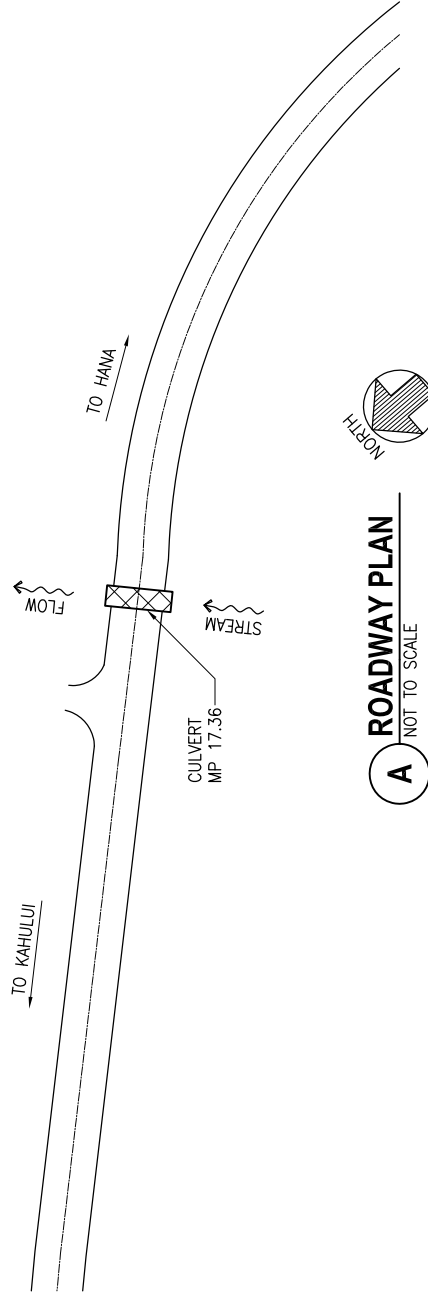 TO KAHULUI
TO HANA
FLOW
STREAM
CULVERT
MP 17.36
NORTH
A
ROADWAY PLAN
NOT TO SCALE